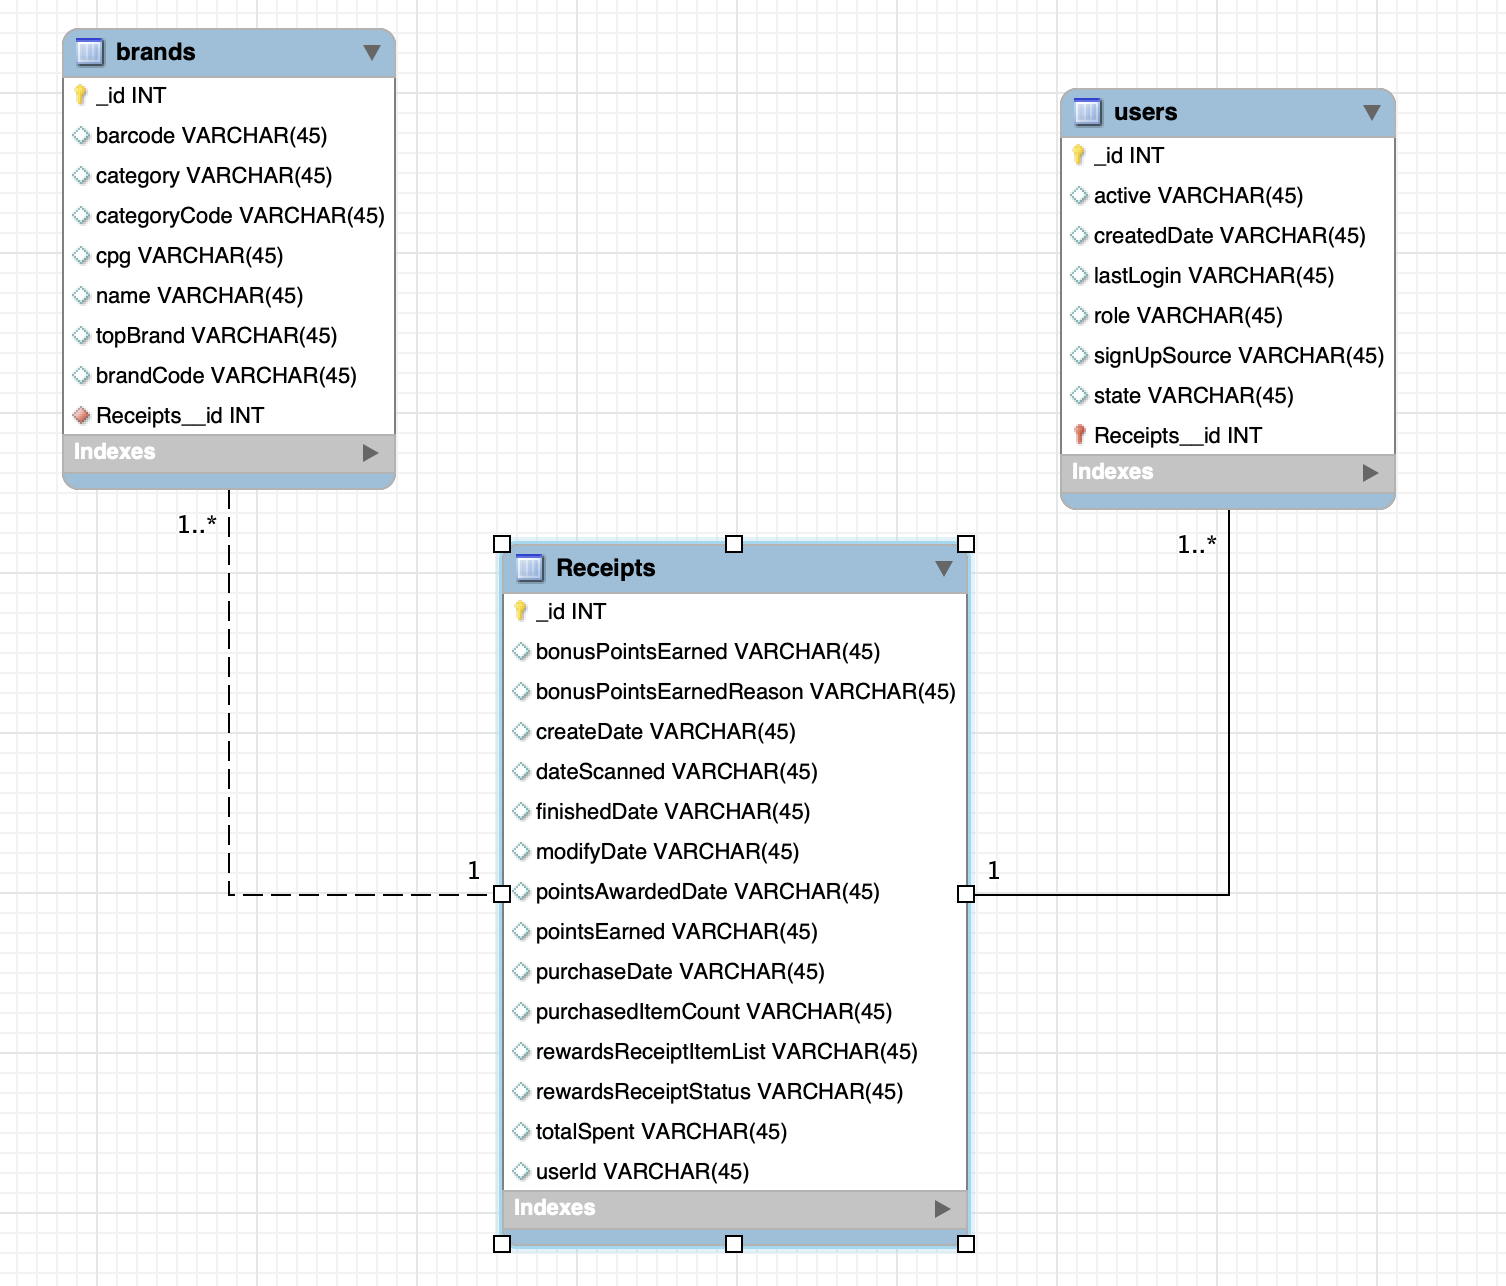 brands
_id INT
barcode VARCHAR(45)
category VARCHAR(45)
categoryCode VARCHAR(45)
cpg VARCHAR(45)
name VARCHAR(45)
topBrand VARCHAR(45)
brandCode VARCHAR(45)
Receipts__id INT
Indexes
1..*
users
_id INT
active VARCHAR(45)
createdDate VARCHAR(45)
lastLogin VARCHAR(45)
role VARCHAR(45)
signUpSource VARCHAR(45)
state VARCHAR(45)
Receipts__id INT
Indexes
1..*
Receipts
_id INT
bonusPointsEarned VARCHAR(45)
bonusPointsEarnedReason VARCHAR(45)
createDate VARCHAR(45)
dateScanned VARCHAR(45)
finishedDate VARCHAR(45)
modifyDate VARCHAR(45)
1
1
pointsAwardedDate VARCHAR(45)
pointsEarned VARCHAR(45)
purchaseDate VARCHAR(45)
purchasedItemCount VARCHAR(45)
rewardsReceiptItemList VARCHAR(45)
rewardsReceiptStatus VARCHAR(45)
totalSpent VARCHAR(45)
userId VARCHAR(45)
Indexes